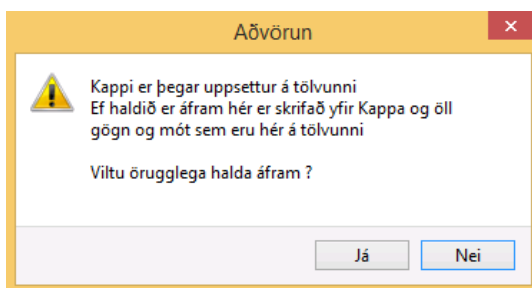 Aðvörun
Kappi er þegar uppsettur á tölvunni
Ef haldið er áfram hér er skrifað yfir Kappa og öll
gögn og mót sem eru hér á tölvunni
Viltu örugglega halda áfram ?
Já
Nei